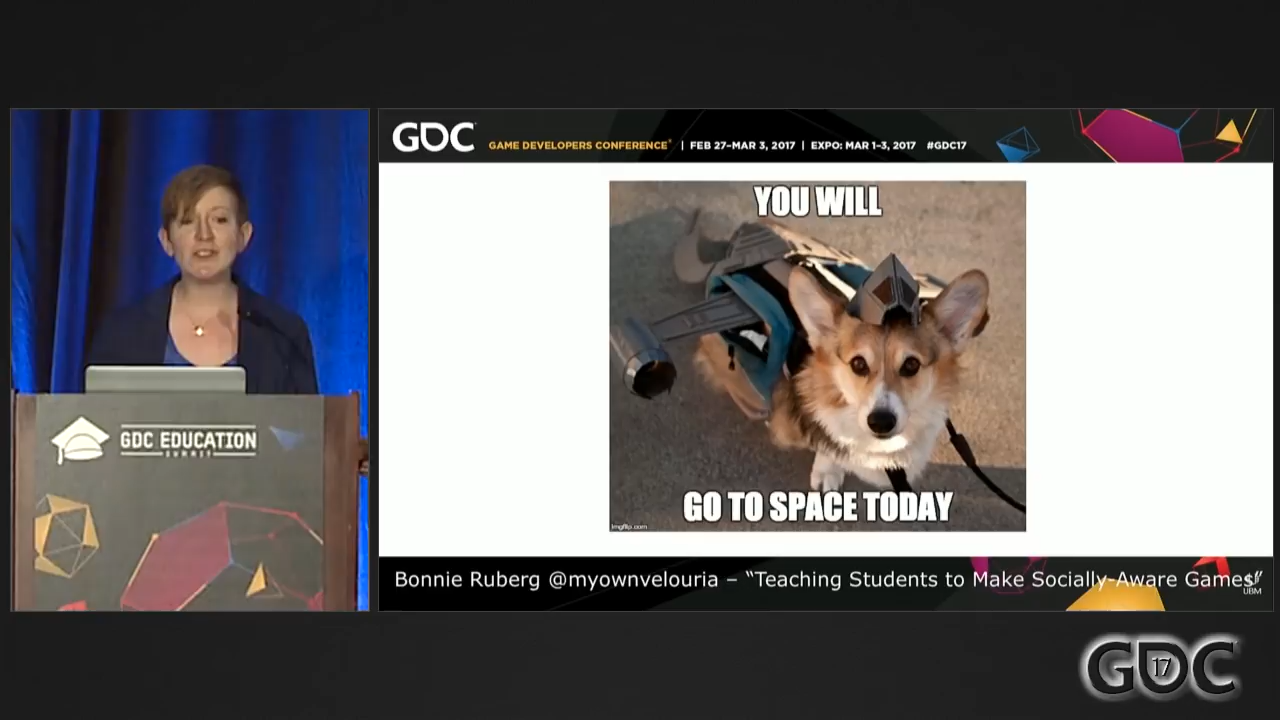 GDC
GAME DEVELOPERS CONFERENCE® | FEB 27–MAR 3, 2017 | EXPO: MAR 1–3, 2017 #GDC17
YOU WILL
GO TO SPACE TODAY
imgflip.com
GDC EDUCATION
SUMMIT
Bonnie Ruberg @myownvelouria – “Teaching Students to Make Socially-Aware Games”
UBM
GDC
17